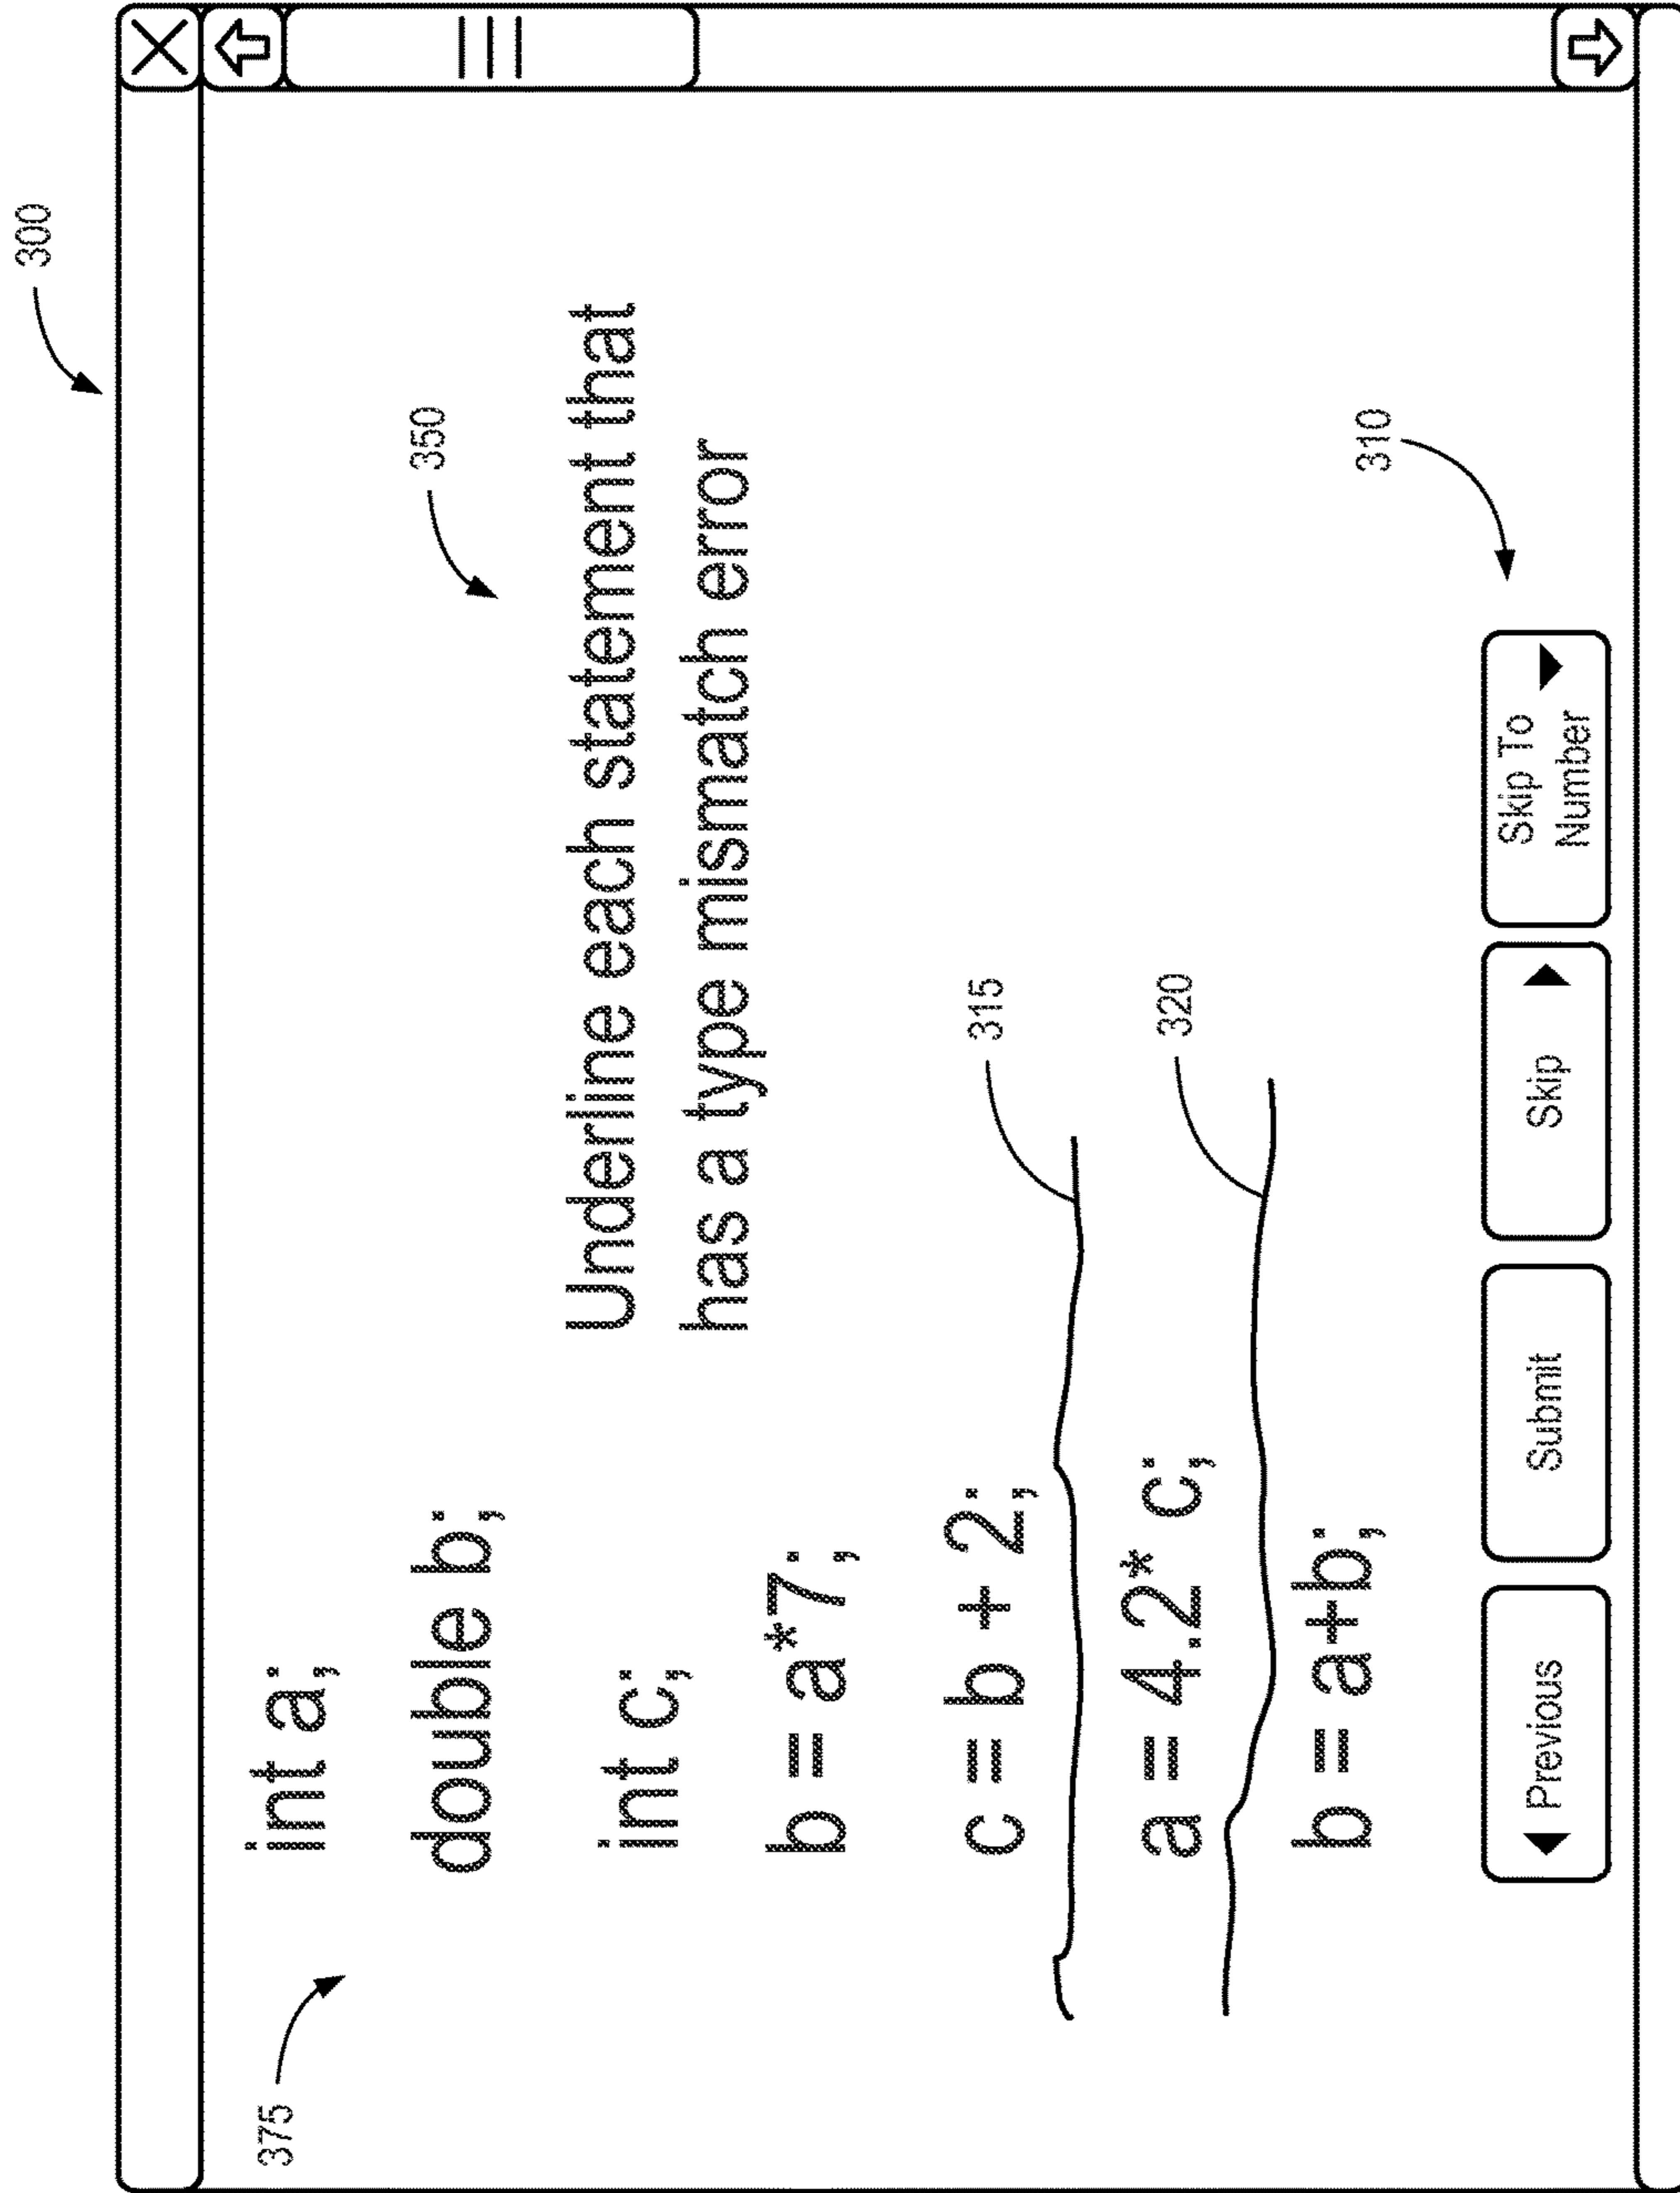 300
375
int a;
double b;
350
Underline each statement that
has a type mismatch error
int c;
b = a*7;
c = b + 2;
315
a = 4.2* c;
320
b = a+b;
310
Previous
Submit
Skip
Skip To
Number